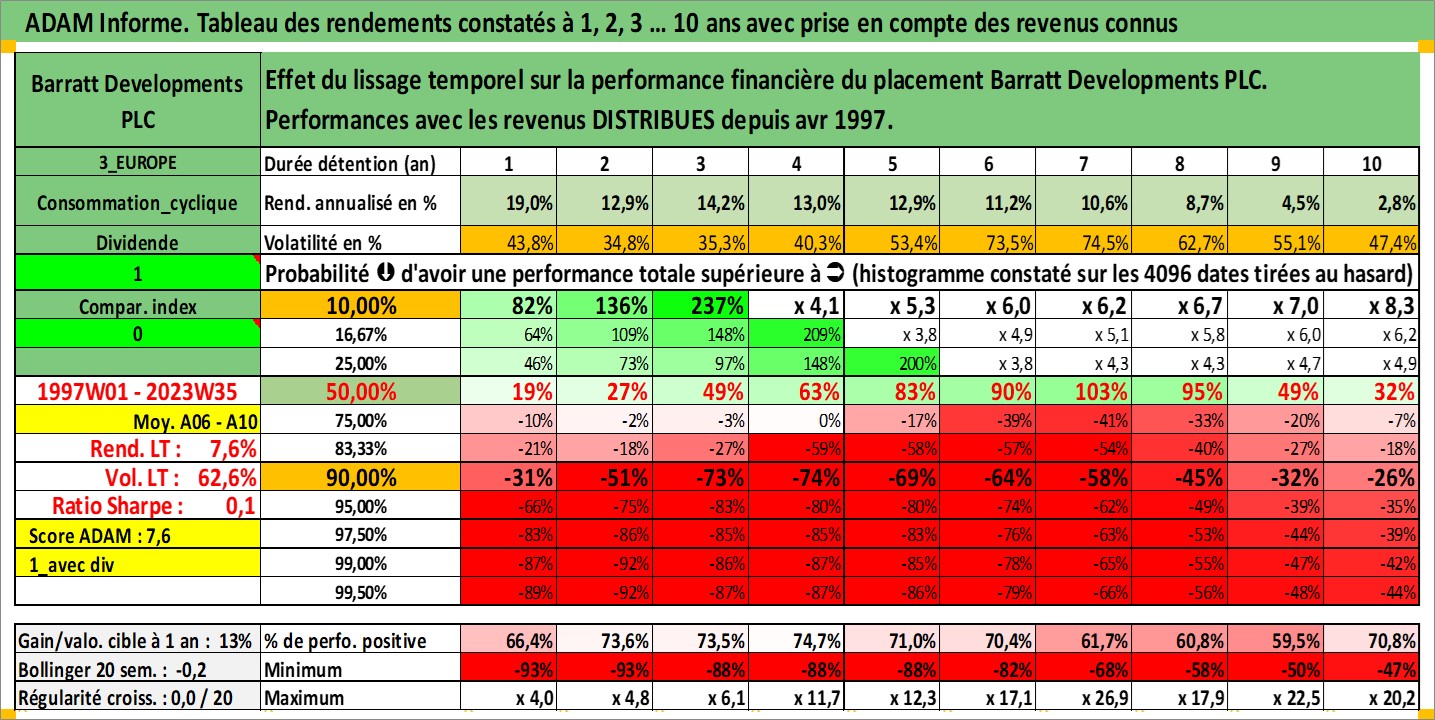 ADAM Informe. Tableau des rendements constatés à 1, 2, 3 ... 10 ans avec prise en compte des revenus connus
Barratt Developments PLC
Effet du lissage temporel sur la performance financière du placement Barratt Developments PLC.
Performances avec les revenus DISTRIBUES depuis avr 1997.
3_EUROPE Durée détention (an) 1 2 3 4 5 6 7 8 9 10
Consommation_cyclique Rend. annualisé en % 19,0% 12,9% 14,2% 13,0% 12,9% 11,2% 10,6% 8,7% 4,5% 2,8%
Dividende Volatilité en % 43,8% 34,8% 35,3% 40,3% 53,4% 73,5% 74,5% 62,7% 55,1% 47,4%
1 Probabilité d'avoir une performance totale supérieure à (histogramme constaté sur les 4096 dates tirées au hasard)
Compar. index 10,00% 82% 136% 237% x 4,1 x 5,3 x 6,0 x 6,2 x 6,7 x 7,0 x 8,3
0 16,67% 64% 109% 148% 209% x 3,8 x 4,9 x 5,1 x 5,8 x 6,0 x 6,2
25,00% 46% 73% 97% 148% 200% x 3,8 x 4,3 x 4,3 x 4,7 x 4,9
1997W01 - 2023W35 50,00% 19% 27% 49% 63% 83% 90% 103% 95% 49% 32%
Moy. A06 - A10 75,00% -10% -2% -3% 0% -17% -39% -41% -33% -20% -7%
Rend. LT : 7,6% 83,33% -21% -18% -27% -59% -58% -57% -54% -40% -27% -18%
Vol. LT : 62,6% 90,00% -31% -51% -73% -74% -69% -64% -58% -45% -32% -26%
Ratio Sharpe : 0,1 95,00% -66% -75% -83% -80% -80% -74% -62% -49% -39% -35%
Score ADAM : 7,6 97,50% -83% -86% -85% -85% -83% -76% -63% -53% -44% -39%
1_avec div 99,00% -87% -92% -86% -87% -85% -78% -65% -55% -47% -42%
99,50% -89% -92% -87% -87% -86% -79% -66% -56% -48% -44%
Gain/valo. cible à 1 an : 13% % de perfo. positive 66,4% 73,6% 73,5% 74,7% 71,0% 70,4% 61,7% 60,8% 59,5% 70,8%
Bollinger 20 sem. : -0,2 Minimum -93% -93% -88% -88% -88% -82% -68% -58% -50% -47%
Régularité croiss. : 0,0 / 20 Maximum x 4,0 x 4,8 x 6,1 x 11,7 x 12,3 x 17,1 x 26,9 x 17,9 x 22,5 x 20,2